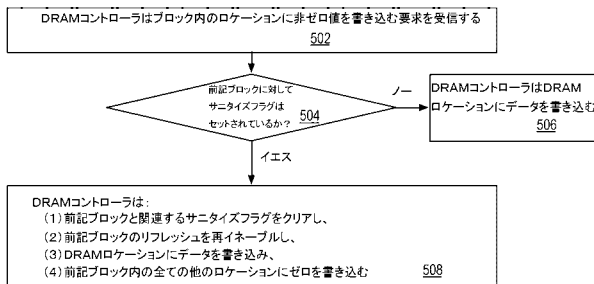 DRAMコントローラはブロック内のロケーションに非ゼロ値を書き込む要求を受信する
502
前記ブロックに対して
サニタイズフラグは
セットされているか?
504
ノー
DRAMコントローラはDRAM
ロケーションにデータを書き込む
506
イエス
DRAMコントローラは:
(1)前記ブロックと関連するサニタイズフラグをクリアし、
(2)前記ブロックのリフレッシュを再イネーブルし、
(3)DRAMロケーションにデータを書き込み、
(4)前記ブロック内の全ての他のロケーションにゼロを書き込む
508